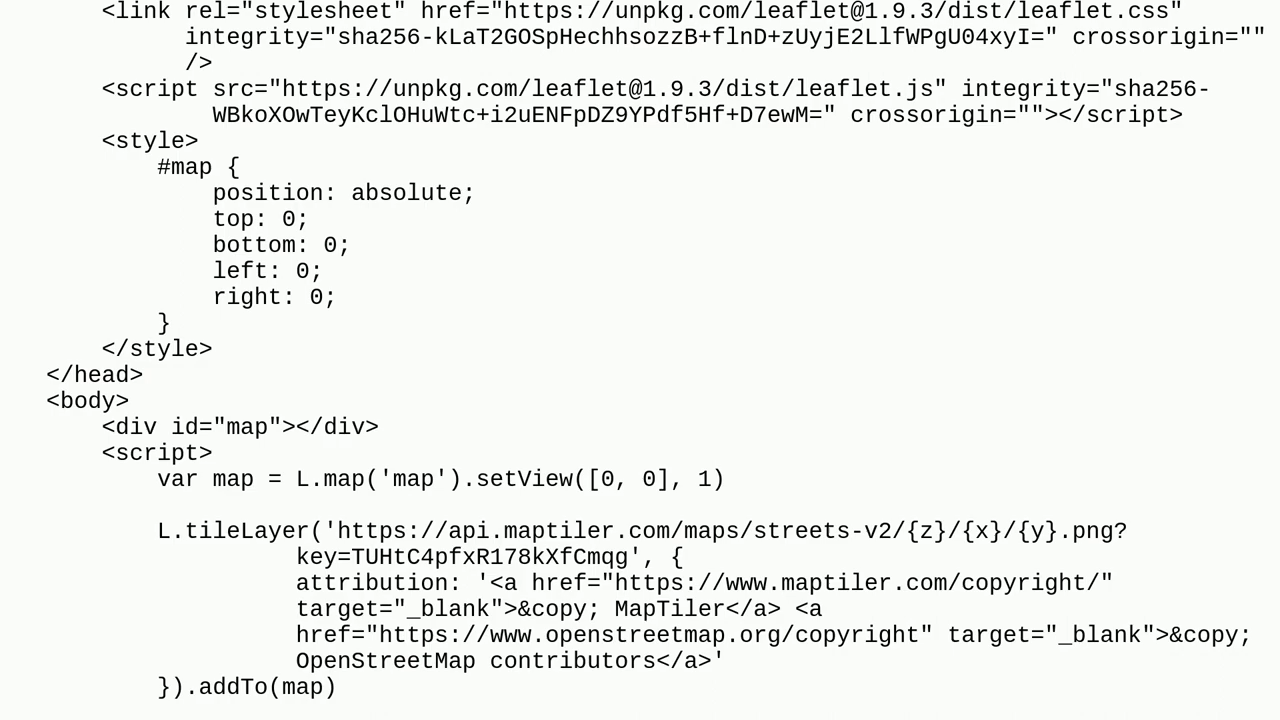 <link rel="stylesheet" href="https://unpkg.com/leaflet@1.9.3/dist/leaflet.css"
integrity="sha256-kLaT2GOSpHechhsozzB+flnD+zUyjE2LlfWPgU04xyI=" crossorigin=""
/>
<script src="https://unpkg.com/leaflet@1.9.3/dist/leaflet.js" integrity="sha256-
WBkoXOwTeyKclOHuWtc+i2uENFpDZ9YPdf5Hf+D7ewM=" crossorigin=""></script>
<style>
#map {
position: absolute;
top: 0;
bottom: 0;
left: 0;
right: 0;
}
</style>
</head>
<body>
<div id="map"></div>
<script>
var map = L.map('map').setView([0, 0], 1)
L.tileLayer('https://api.maptiler.com/maps/streets-v2/{z}/{x}/{y}.png?
key=TUHtC4pfxR178kXfCmqg', {
attribution: '<a href="https://www.maptiler.com/copyright/"
target="_blank">&copy; MapTiler</a> <a
href="https://www.openstreetmap.org/copyright" target="_blank">&copy;
OpenStreetMap contributors</a>'
}).addTo(map)